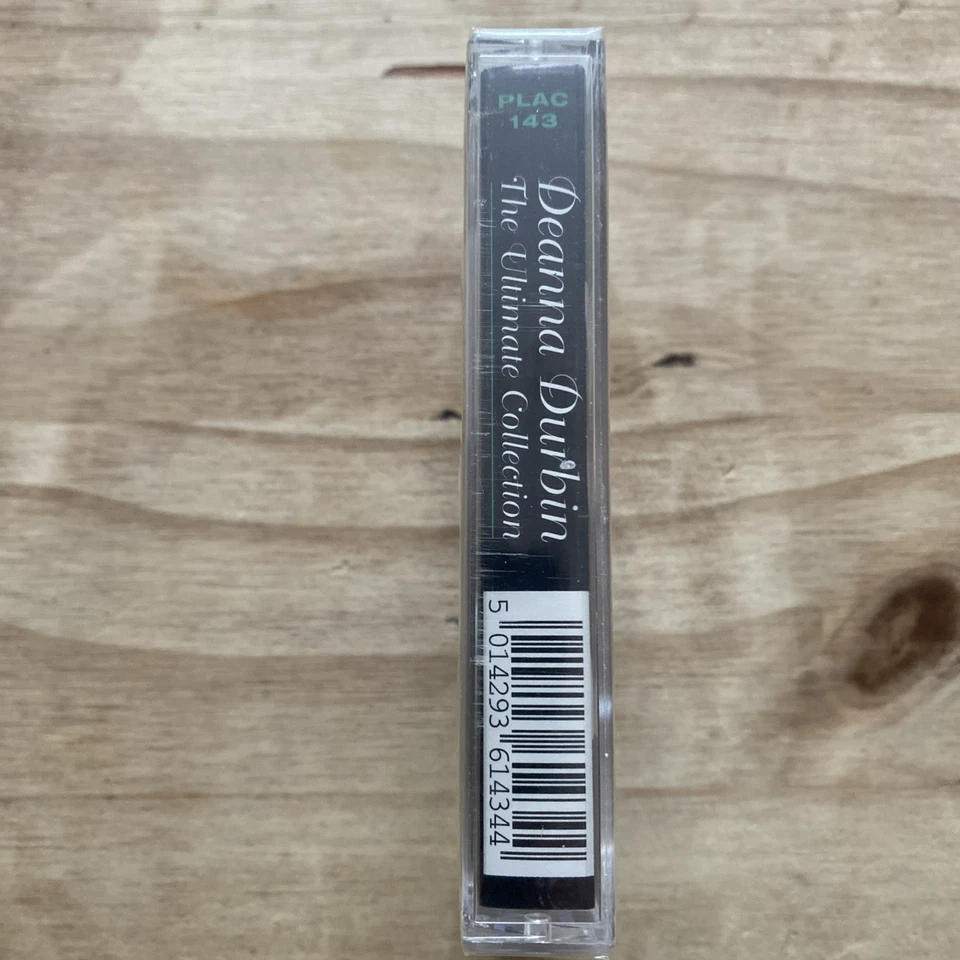 PLAC
143
Deanna Durbin
The Ultimate Collection
5 014293 614344